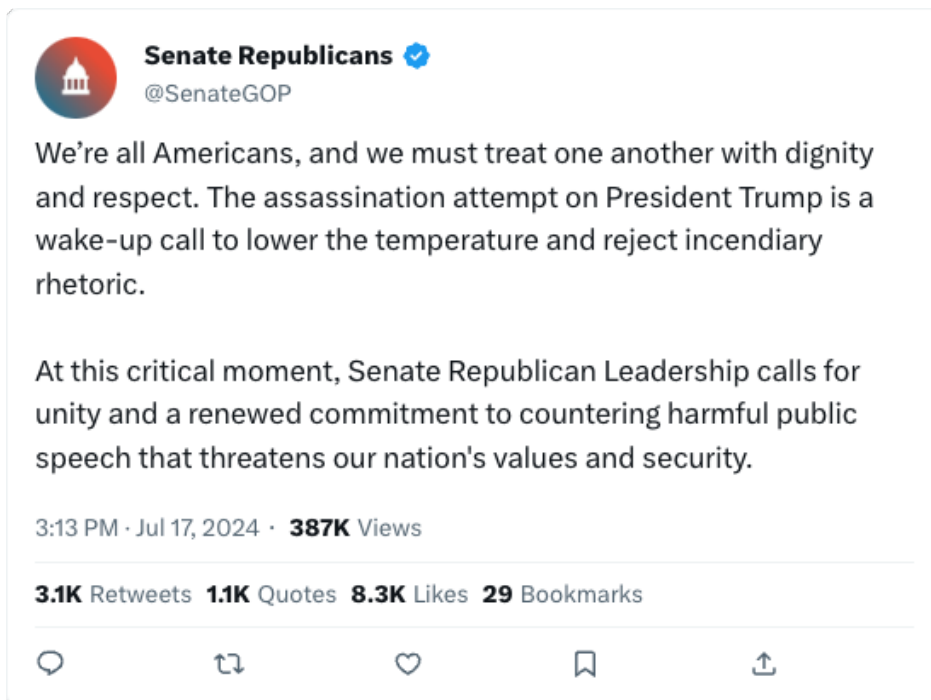 Senate Republicans
@SenateGOP
We’re all Americans, and we must treat one another with dignity
and respect. The assassination attempt on President Trump is a
wake-up call to lower the temperature and reject incendiary
rhetoric.
At this critical moment, Senate Republican Leadership calls for
unity and a renewed commitment to countering harmful public
speech that threatens our nation's values and security.
3:13 PM · Jul 17, 2024 · 387K Views
3.1K Retweets 1.1K Quotes 8.3K Likes 29 Bookmarks